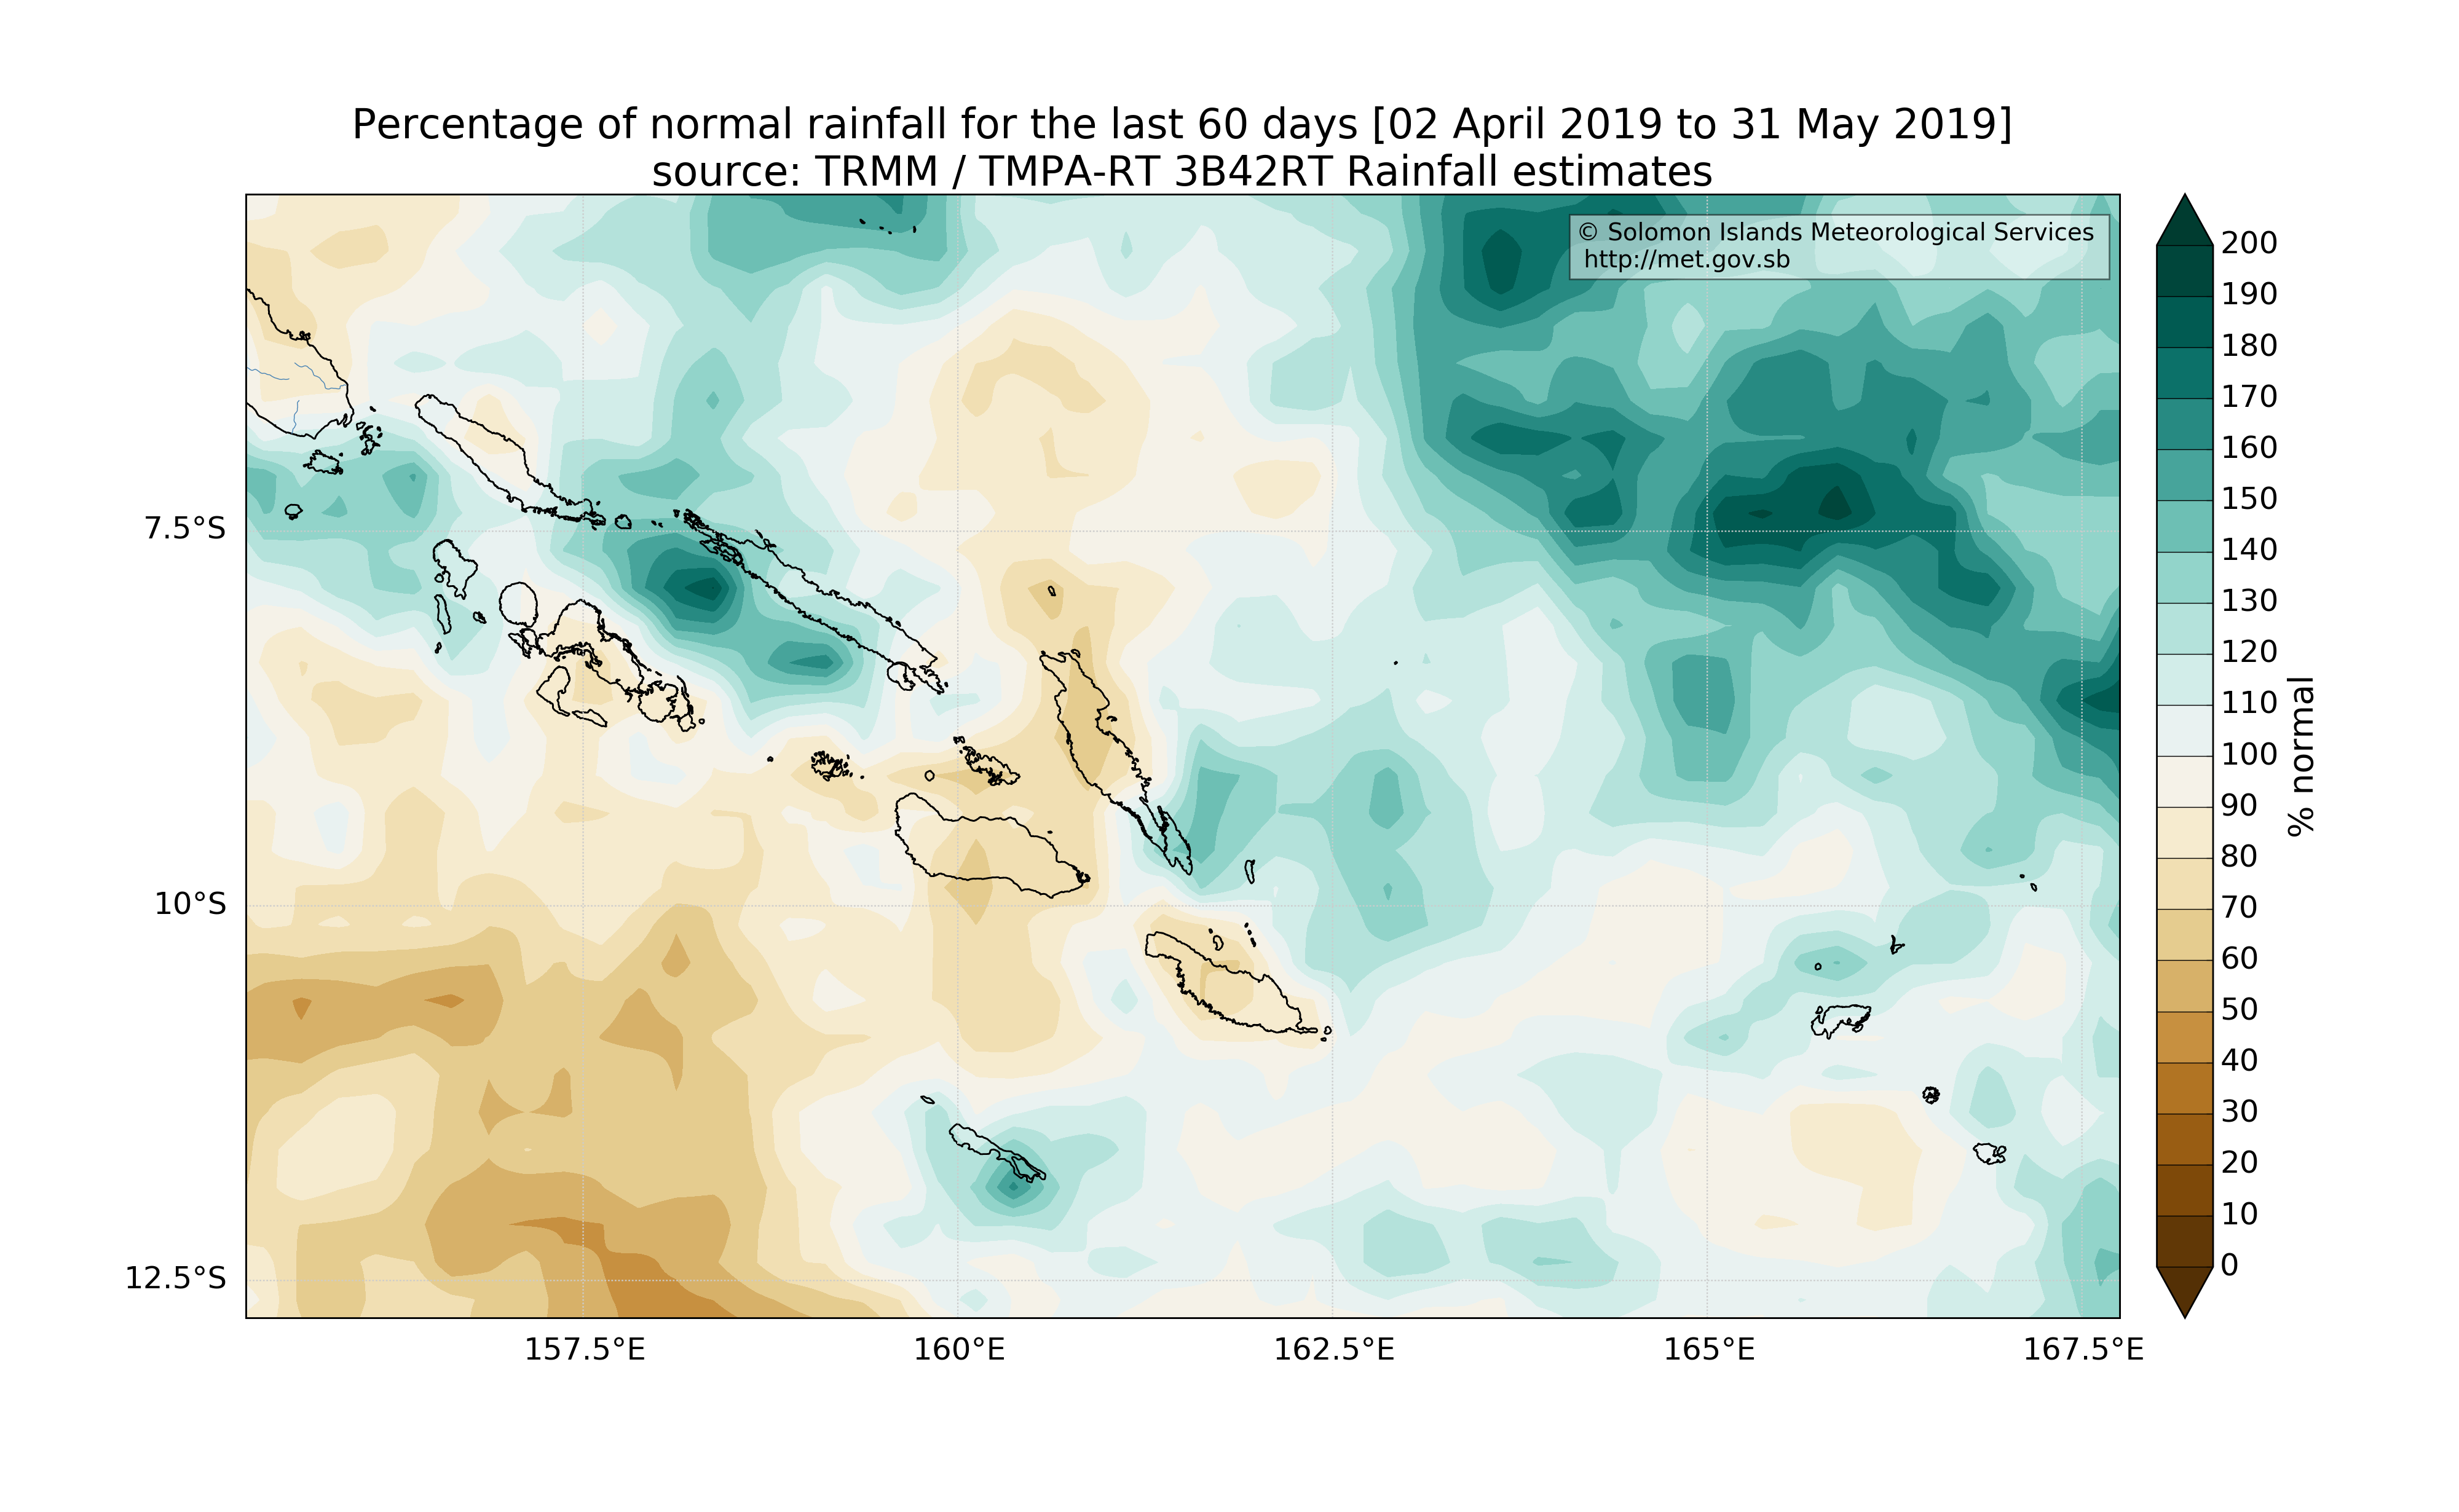 Percentage of normal rainfall for the last 60 days [02 April 2019 to 31 May 2019]
source: TRMM / TMPA-RT 3B42RT Rainfall estimates
© Solomon Islands Meteorological Services
http://met.gov.sb
7.5°S
10°S
12.5°S
157.5°E
160°E
162.5°E
165°E
167.5°E
200
190
180
170
160
150
140
130
120
110
100
90
80
70
60
50
40
30
20
10
0
% normal